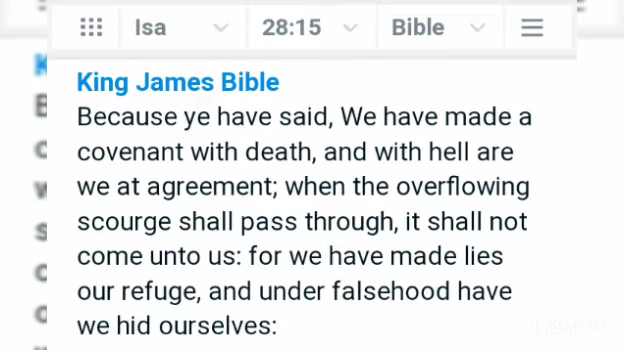 Isa 28:15 Bible
King James Bible
Because ye have said, We have made a
covenant with death, and with hell are
we at agreement; when the overflowing
scourge shall pass through, it shall not
come unto us: for we have made lies
our refuge, and under falsehood have
we hid ourselves: